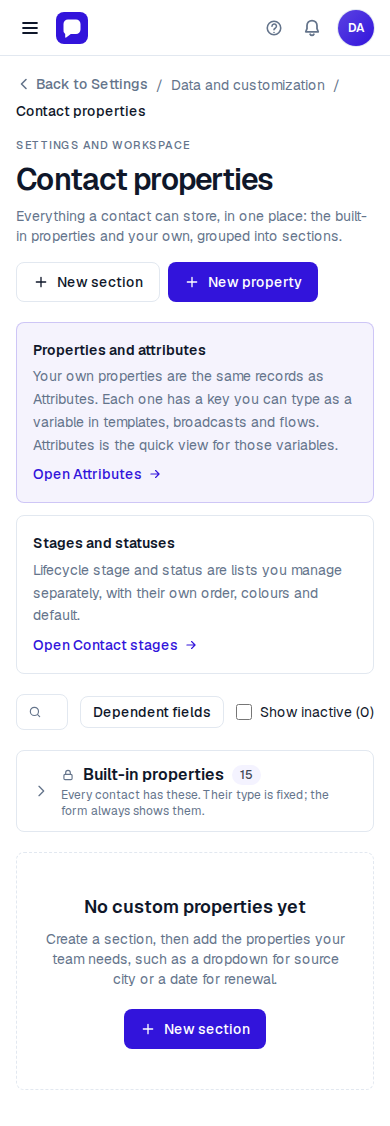 DA
Back to Settings / Data and customization /
Contact properties
SETTINGS AND WORKSPACE
Contact properties
Everything a contact can store, in one place: the built-
in properties and your own, grouped into sections.
New section
New property
Properties and attributes
Your own properties are the same records as
Attributes. Each one has a key you can type as a
variable in templates, broadcasts and flows.
Attributes is the quick view for those variables.
Open Attributes →
Stages and statuses
Lifecycle stage and status are lists you manage
separately, with their own order, colours and
default.
Open Contact stages →
Dependent fields
Show inactive (0)
Built-in properties 15
Every contact has these. Their type is fixed; the
form always shows them.
No custom properties yet
Create a section, then add the properties your
team needs, such as a dropdown for source
city or a date for renewal.
New section